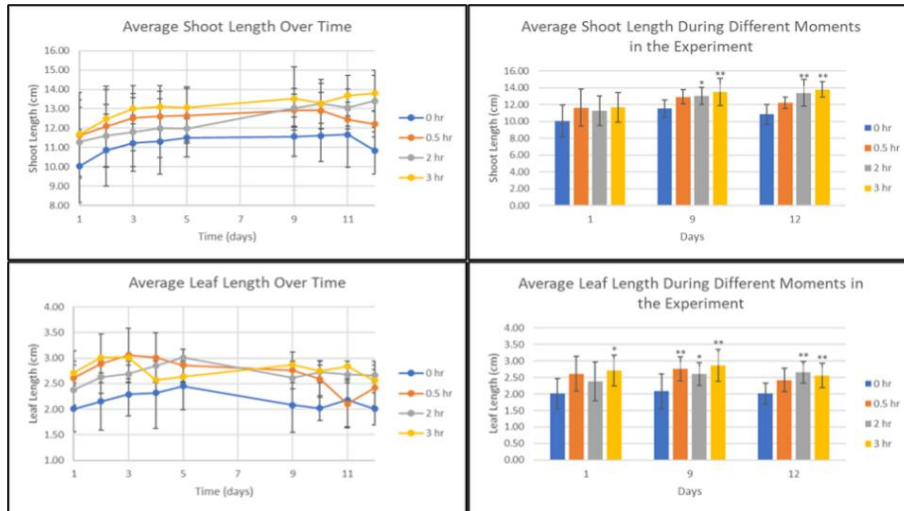 Average Shoot Length Over Time
16.00
15.00
14.00
13.00
12.00
11.00
10.00
9.00
8.00
Shoot Length (cm)
1 3 5 7 9 11
Time (days)
0 hr
0.5 hr
2 hr
3 hr
Average Shoot Length During Different Moments
in the Experiment
16.00
14.00
12.00
10.00
8.00
6.00
4.00
2.00
0.00
Shoot Length (cm)
* ** ** **
1 9 12
Days
0 hr
0.5 hr
2 hr
3 hr
Average Leaf Length Over Time
4.00
3.50
3.00
2.50
2.00
1.50
1.00
Leaf Length (cm)
1 3 5 7 9 11
Time (days)
0 hr
0.5 hr
2 hr
3 hr
Average Leaf Length During Different Moments in
the Experiment
4.00
3.50
3.00
2.50
2.00
1.50
1.00
0.50
0.00
Leaf Length (cm)
* ** * ** ** **
1 9 12
Days
0 hr
0.5 hr
2 hr
3 hr